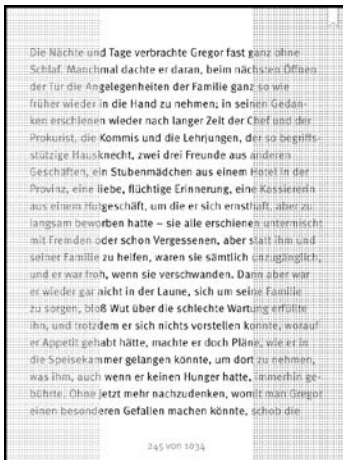 Die Nächte und Tage verbrachte Gregor fast ganz ohne
Schlaf. Manchmal dachte er daran, beim nächsten Öffnen
der Tür die Angelegenheiten der Familie ganz so wie
früher wieder in die Hand zu nehmen; in seinen Gedan-
ken erschienen wieder nach langer Zeit der Chef und der
Prokurist, die Kommis und die Lehrjungen, der so begriffs-
stützige Hausknecht, zwei drei Freunde aus anderen
Geschäften, ein Stubenmädchen aus einem Hotel in der
Provinz, eine liebe, flüchtige Erinnerung, eine Kassiererin
aus einem Hutgeschäft, um die er sich ernsthaft, aber zu
langsam beworben hatte – sie alle erschienen untermischt
mit Fremden oder schon Vergessenen, aber statt ihm und
seiner Familie zu helfen, waren sie sämtlich unzugänglich,
und er war froh, wenn sie verschwanden. Dann aber war
er wieder gar nicht in der Laune, sich um seine Familie
zu sorgen, bloß Wut über die schlechte Wartung erfüllte
ihn, und trotzdem er sich nichts vorstellen konnte, worauf
er Appetit gehabt hätte, machte er doch Pläne, wie er in
die Speisekammer gelangen könnte, um dort zu nehmen,
was ihm, auch wenn er keinen Hunger hatte, immerhin ge-
bührte. Ohne jetzt mehr nachzudenken, womit man Gregor
einen besonderen Gefallen machen könnte, schob die
245 von 1034